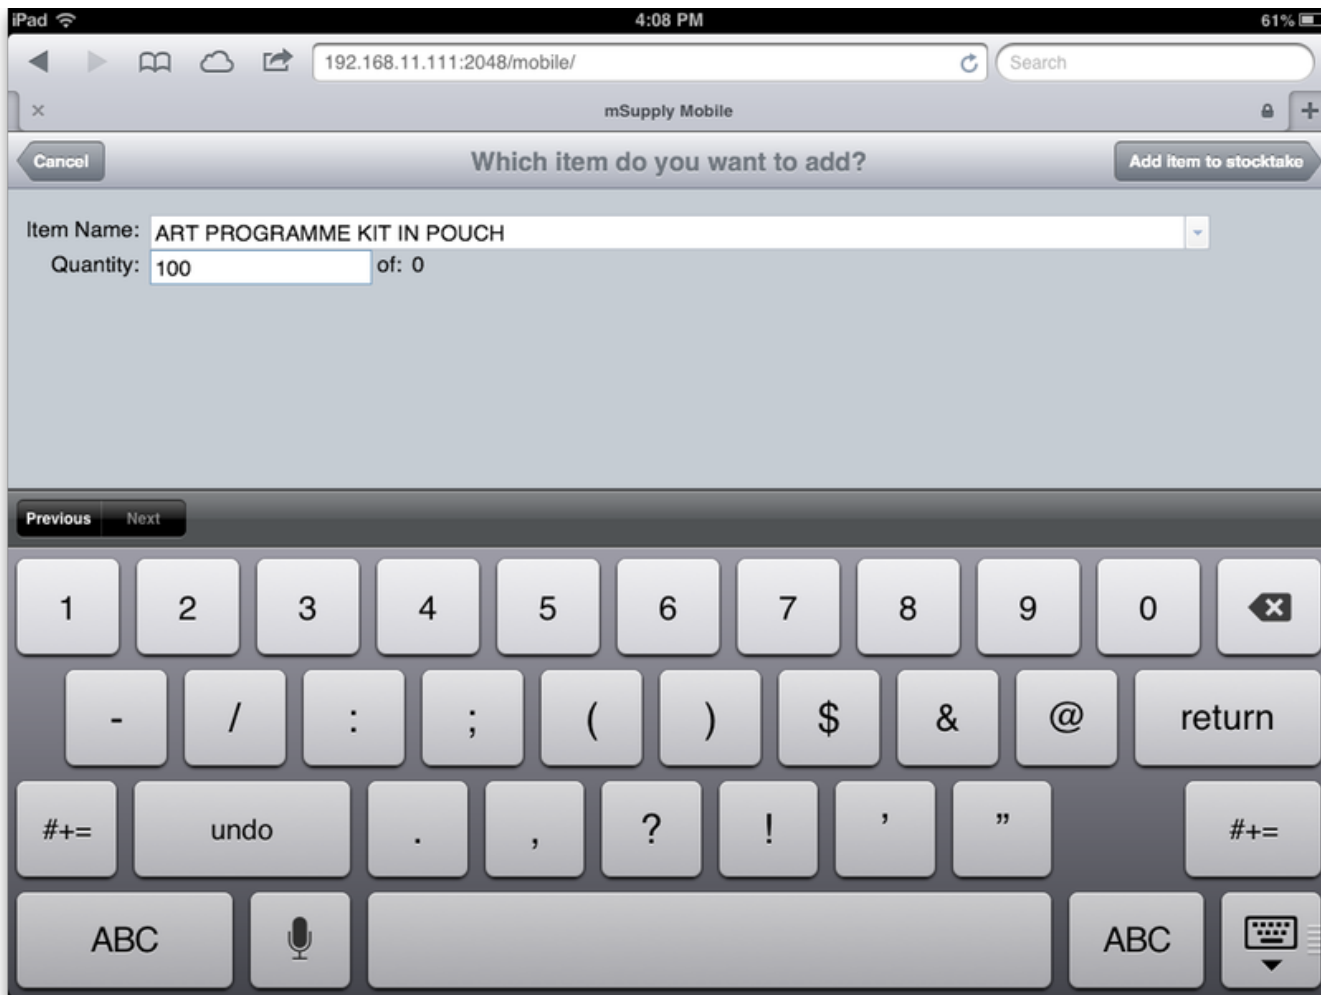 iPad 4:08 PM 61%
192.168.11.111:2048/mobile/ Search
mSupply Mobile
Cancel Which item do you want to add? Add item to stocktake
Item Name: ART PROGRAMME KIT IN POUCH
Quantity: 100 of: 0
Previous Next
1 2 3 4 5 6 7 8 9 0
- / : ; ( ) $ & @ return
#+= undo . , ? ! ’ ” #+=
ABC ABC